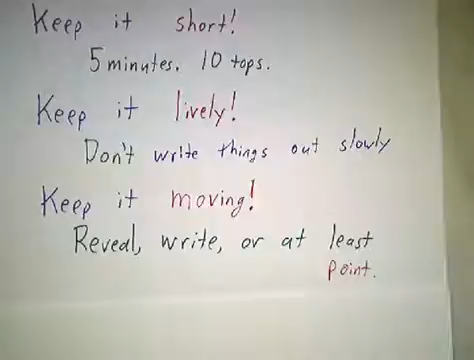 Keep it short!
5 minutes. 10 tops.
Keep it lively!
Don't write things out slowly
Keep it moving!
Reveal, write, or at least
point.